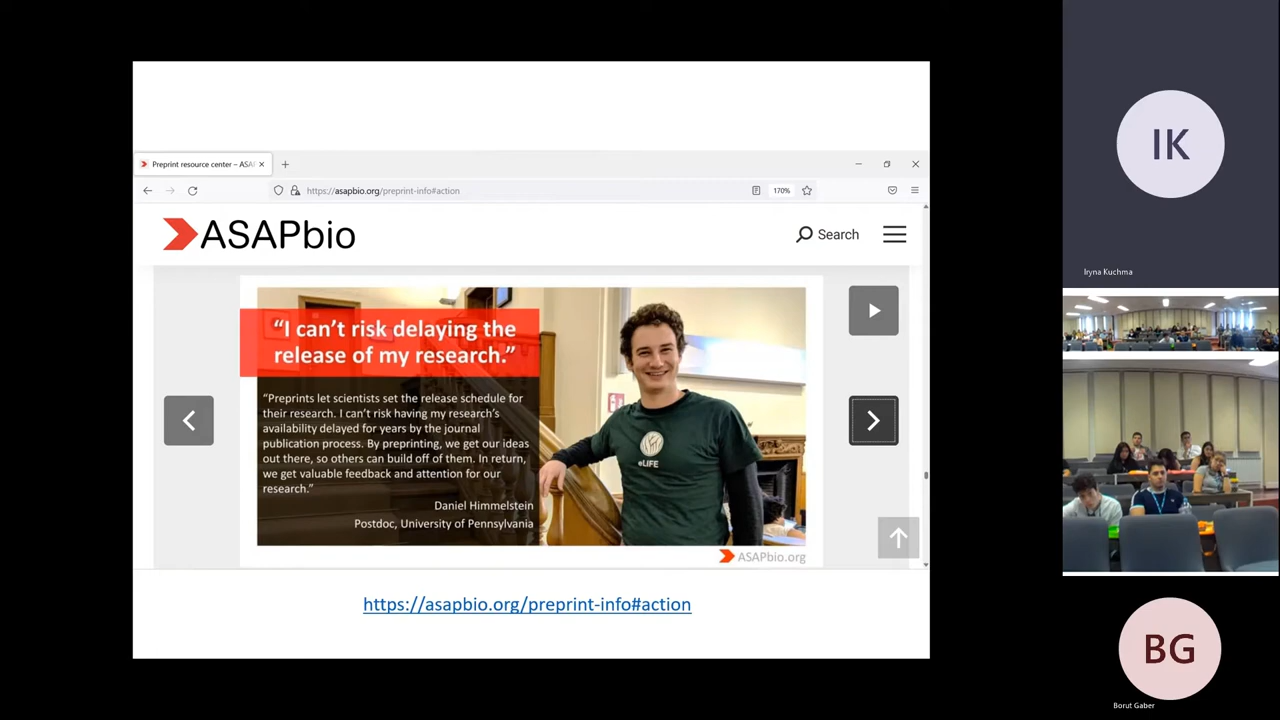 Preprint resource center – ASA
https://asapbio.org/preprint-info#action
170%
ASAPbio
Search
“I can’t risk delaying the
release of my research.”
“Preprints let scientists set the release schedule for
their research. I can’t risk having my research’s
availability delayed for years by the journal
publication process. By preprinting, we get our ideas
out there, so others can build off of them. In return,
we get valuable feedback and attention for our
research.”
Daniel Himmelstein
Postdoc, University of Pennsylvania
eLIFE
ASAPbio.org
https://asapbio.org/preprint-info#action
IK
Iryna Kuchma
BG
Borut Gaber